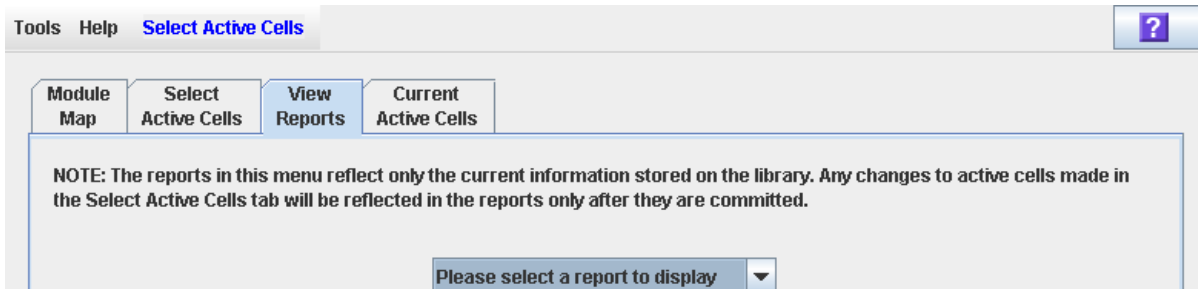 Tools Help Select Active Cells
?
Module Map
Select Active Cells
View Reports
Current Active Cells
NOTE: The reports in this menu reflect only the current information stored on the library. Any changes to active cells made in
the Select Active Cells tab will be reflected in the reports only after they are committed.
Please select a report to display